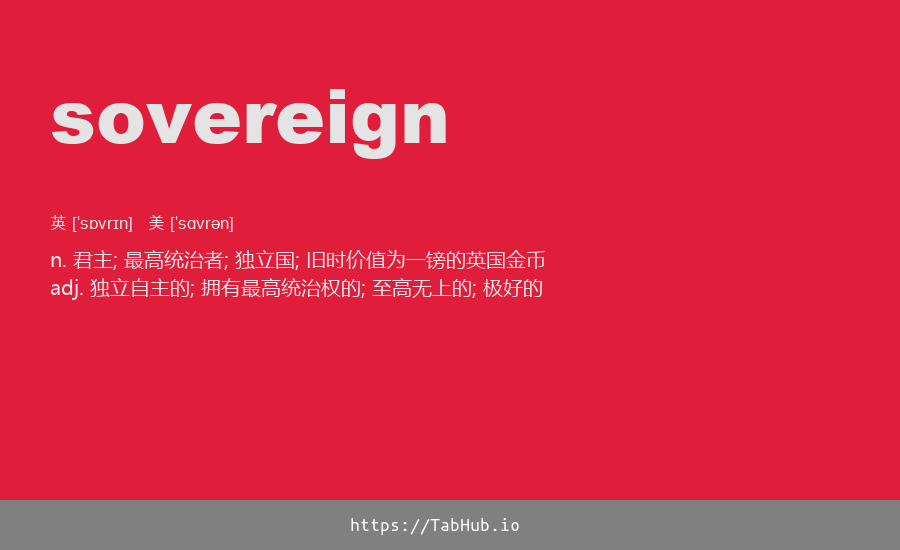 sovereign
英 ['sɒvrɪn] 美 ['sɑvrən]
n. 君主; 最高统治者; 独立国; 旧时价值为一镑的英国金币
adj. 独立自主的; 拥有最高统治权的; 至高无上的; 极好的
https://TabHub.io